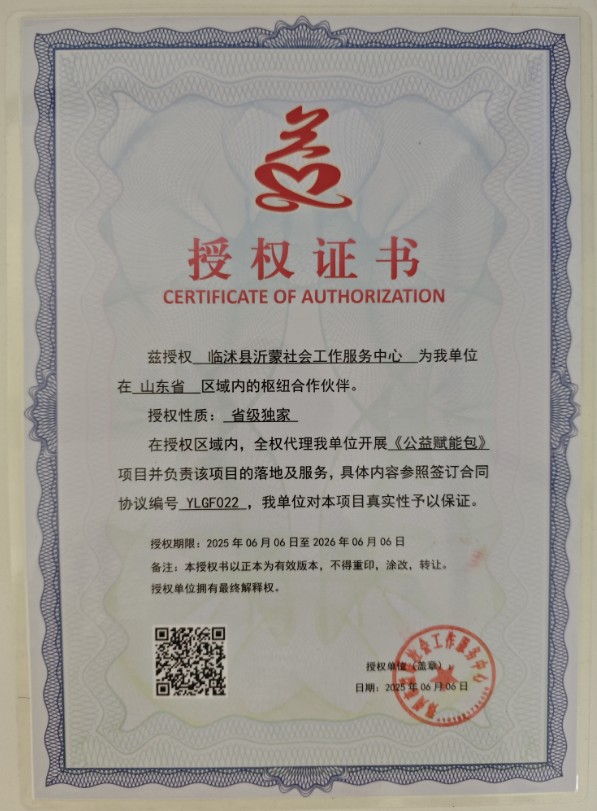 授权证书
CERTIFICATE OF AUTHORIZATION
兹授权 临沭县沂蒙社会工作服务中心 为我单位
在 山东省 区域内的枢纽合作伙伴。
授权性质： 省级独家
在授权区域内，全权代理我单位开展《公益赋能包》
项目并负责该项目的落地及服务，具体内容参照签订合同
协议编号 YLGF022 ，我单位对本项目真实性予以保证。
授权期限：2025 年 06 月 06 日至 2026 年 06 月 06 日
备注：本授权书以正本为有效版本，不得重印，涂改，转让。
授权单位拥有最终解释权。
授权单位（盖章）：
日期：2025 年 06 月 06 日
社会工作服务中心